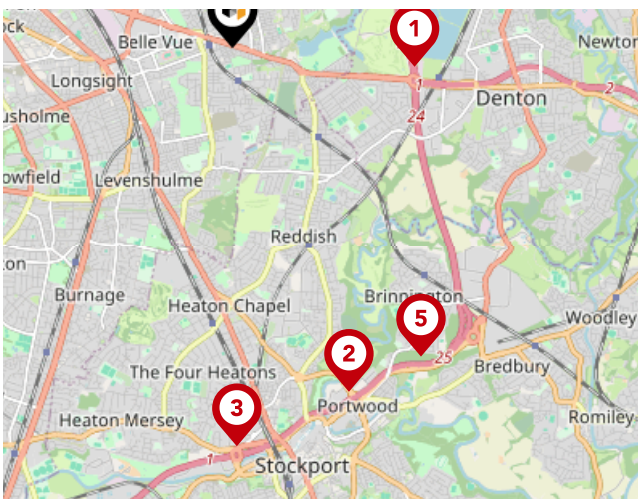 ock
Belle Vue
1
Newtor
Longsight
1
2
Denton
usholme
24
owfield
Levenshulme
Reddish
ton
Burnage
Brinnington
Heaton Chapel
5
Woodley
2
25
Bredbury
The Four Heatons
3
Portwood
Heaton Mersey
Romiley
1
Stockport